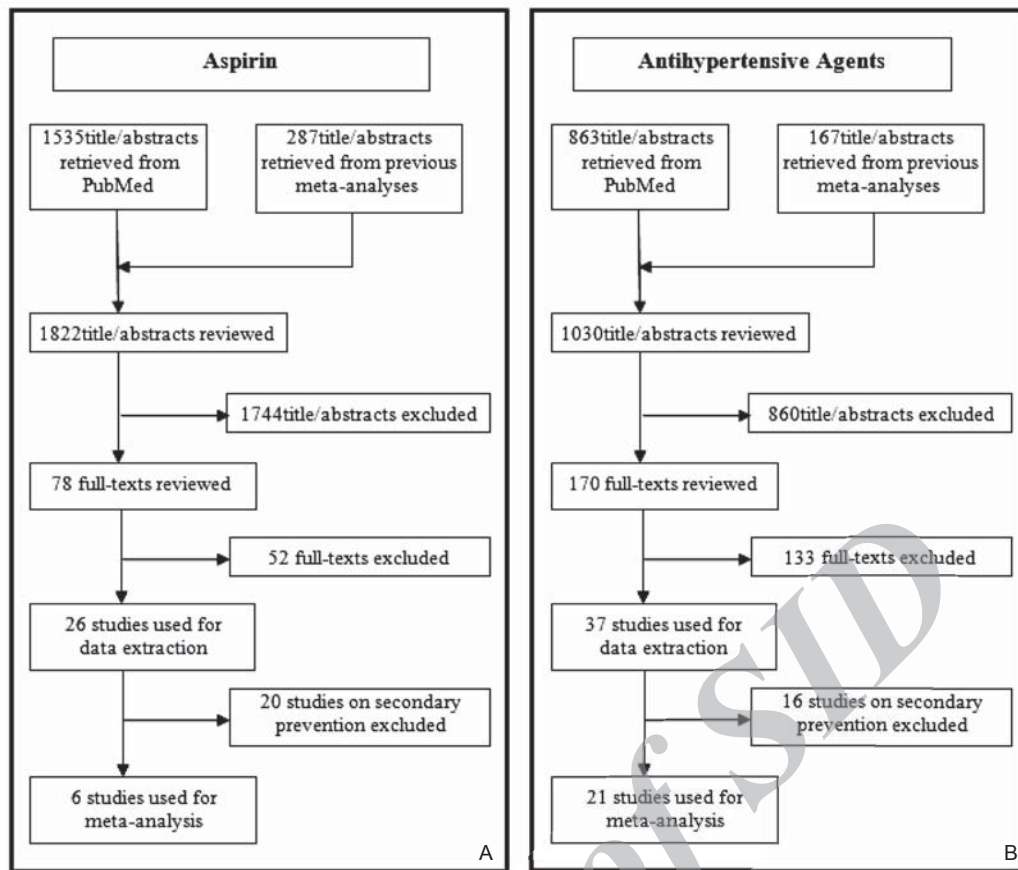 Aspirin
1535title/abstracts
retrieved from
PubMed
287title/abstracts
retrieved from previous
meta-analyses
1822title/abstracts reviewed
1744title/abstracts excluded
78 full-texts reviewed
52 full-texts excluded
26 studies used for
data extraction
20 studies on secondary
prevention excluded
6 studies used for
meta-analysis
A
Antihypertensive Agents
863title/abstracts
retrieved from
PubMed
167title/abstracts
retrieved from previous
meta-analyses
1030title/abstracts reviewed
860title/abstracts excluded
170 full-texts reviewed
133 full-texts excluded
37 studies used for
data extraction
16 studies on secondary
prevention excluded
21 studies used for
meta-analysis
B
of SID